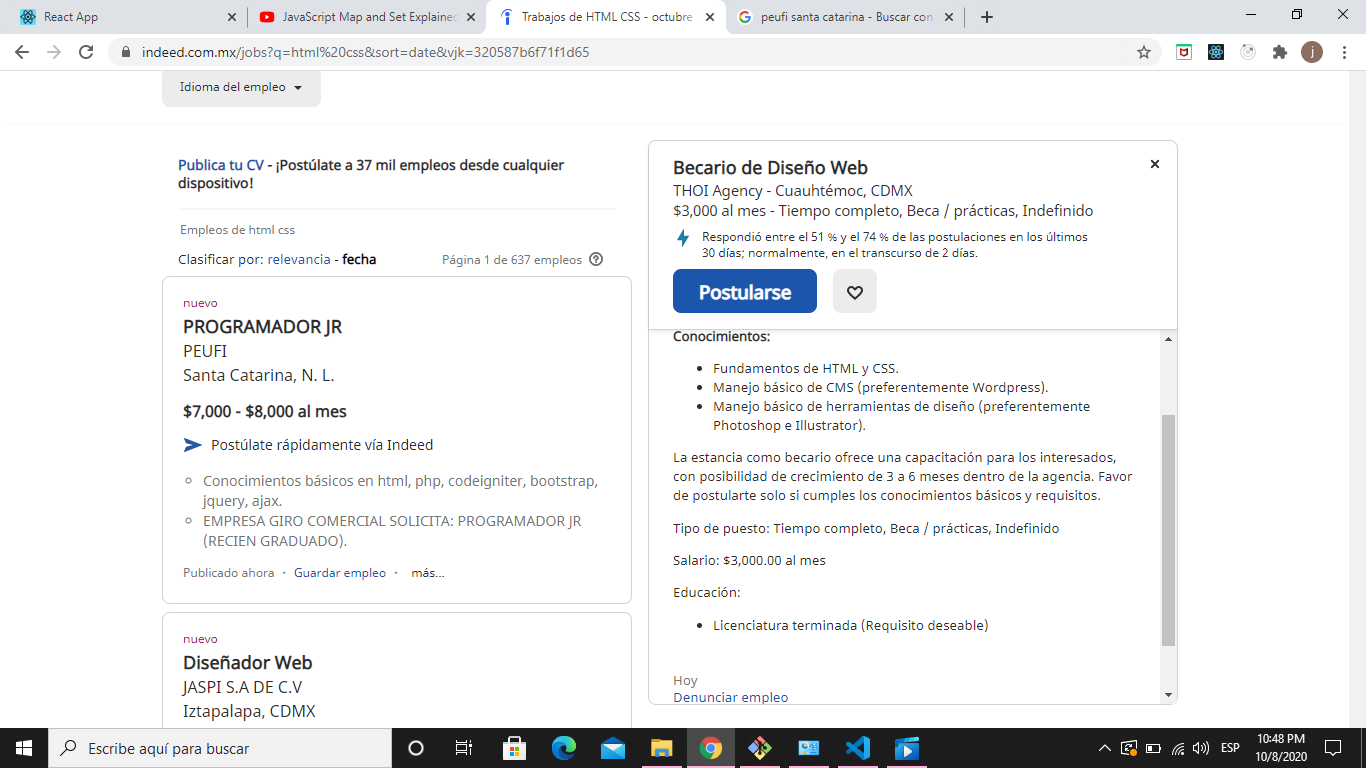 React App
JavaScript Map and Set Explained
Trabajos de HTML CSS - octubre
peufi santa catarina - Buscar con
indeed.com.mx/jobs?q=html%20css&sort=date&vjk=320587b6f71f1d65
j
Idioma del empleo
Publica tu CV - ¡Postúlate a 37 mil empleos desde cualquier
dispositivo!
Empleos de html css
Clasificar por: relevancia - fecha
Página 1 de 637 empleos
nuevo
PROGRAMADOR JR
PEUFI
Santa Catarina, N. L.
$7,000 - $8,000 al mes
Postúlate rápidamente vía Indeed
Conocimientos básicos en html, php, codeigniter, bootstrap,
jquery, ajax.
EMPRESA GIRO COMERCIAL SOLICITA: PROGRAMADOR JR
(RECIEN GRADUADO).
Publicado ahora · Guardar empleo · más...
nuevo
Diseñador Web
JASPI S.A DE C.V
Iztapalapa, CDMX
Becario de Diseño Web
THOI Agency - Cuauhtémoc, CDMX
$3,000 al mes - Tiempo completo, Beca / prácticas, Indefinido
Respondió entre el 51 % y el 74 % de las postulaciones en los últimos
30 días; normalmente, en el transcurso de 2 días.
Postularse
Conocimientos:
Fundamentos de HTML y CSS.
Manejo básico de CMS (preferentemente Wordpress).
Manejo básico de herramientas de diseño (preferentemente
Photoshop e Illustrator).
La estancia como becario ofrece una capacitación para los interesados,
con posibilidad de crecimiento de 3 a 6 meses dentro de la agencia. Favor
de postularte solo si cumples los conocimientos básicos y requisitos.
Tipo de puesto: Tiempo completo, Beca / prácticas, Indefinido
Salario: $3,000.00 al mes
Educación:
Licenciatura terminada (Requisito deseable)
Hoy
Denunciar empleo
Escribe aquí para buscar
ESP
10:48 PM
10/8/2020